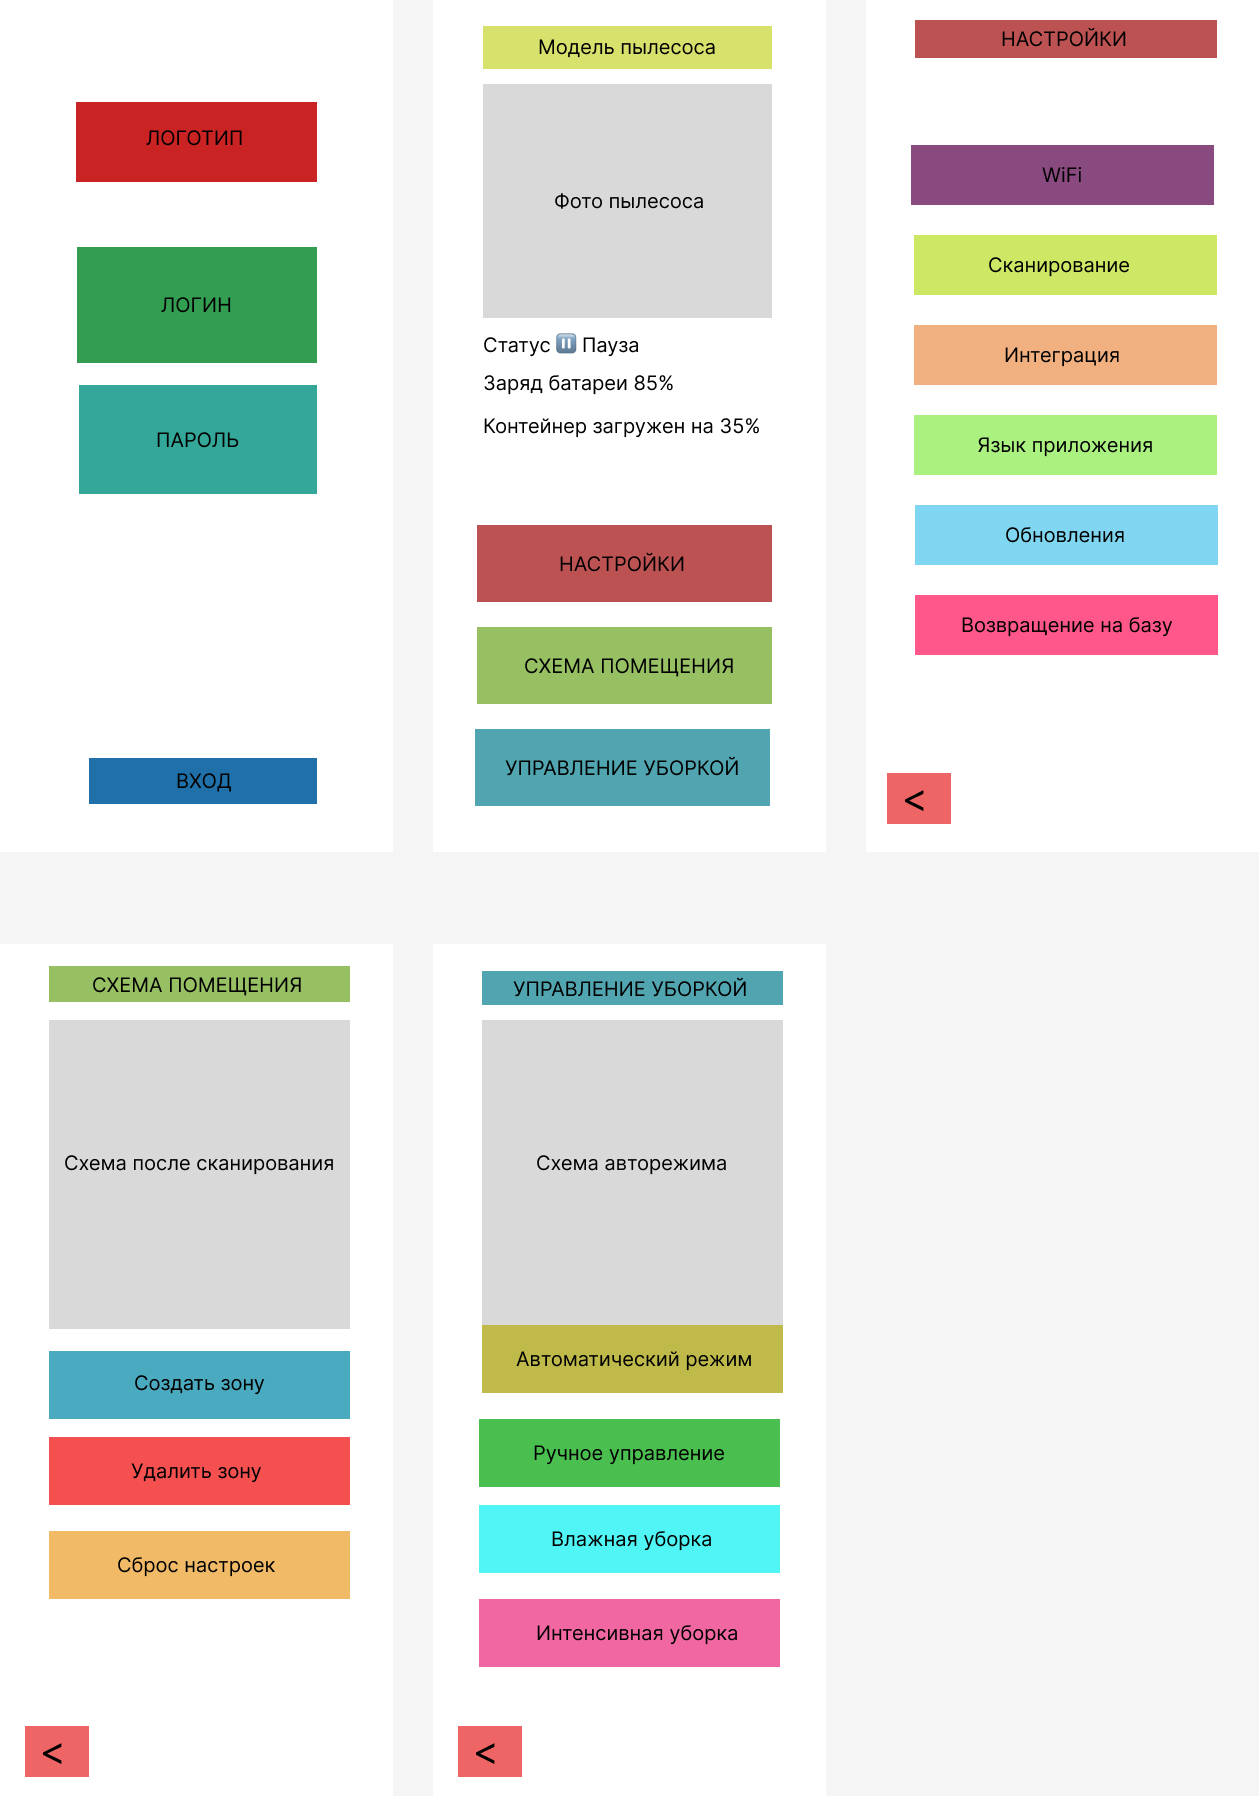 ЛОГОТИП
ЛОГИН
ПАРОЛЬ
ВХОД
Модель пылесоса
Фото пылесоса
Статус ⏸️ Пауза
Заряд батареи 85%
Контейнер загружен на 35%
НАСТРОЙКИ
СХЕМА ПОМЕЩЕНИЯ
УПРАВЛЕНИЕ УБОРКОЙ
НАСТРОЙКИ
WiFi
Сканирование
Интеграция
Язык приложения
Обновления
Возвращение на базу
<
СХЕМА ПОМЕЩЕНИЯ
Схема после сканирования
Создать зону
Удалить зону
Сброс настроек
<
УПРАВЛЕНИЕ УБОРКОЙ
Схема авторежима
Автоматический режим
Ручное управление
Влажная уборка
Интенсивная уборка
<